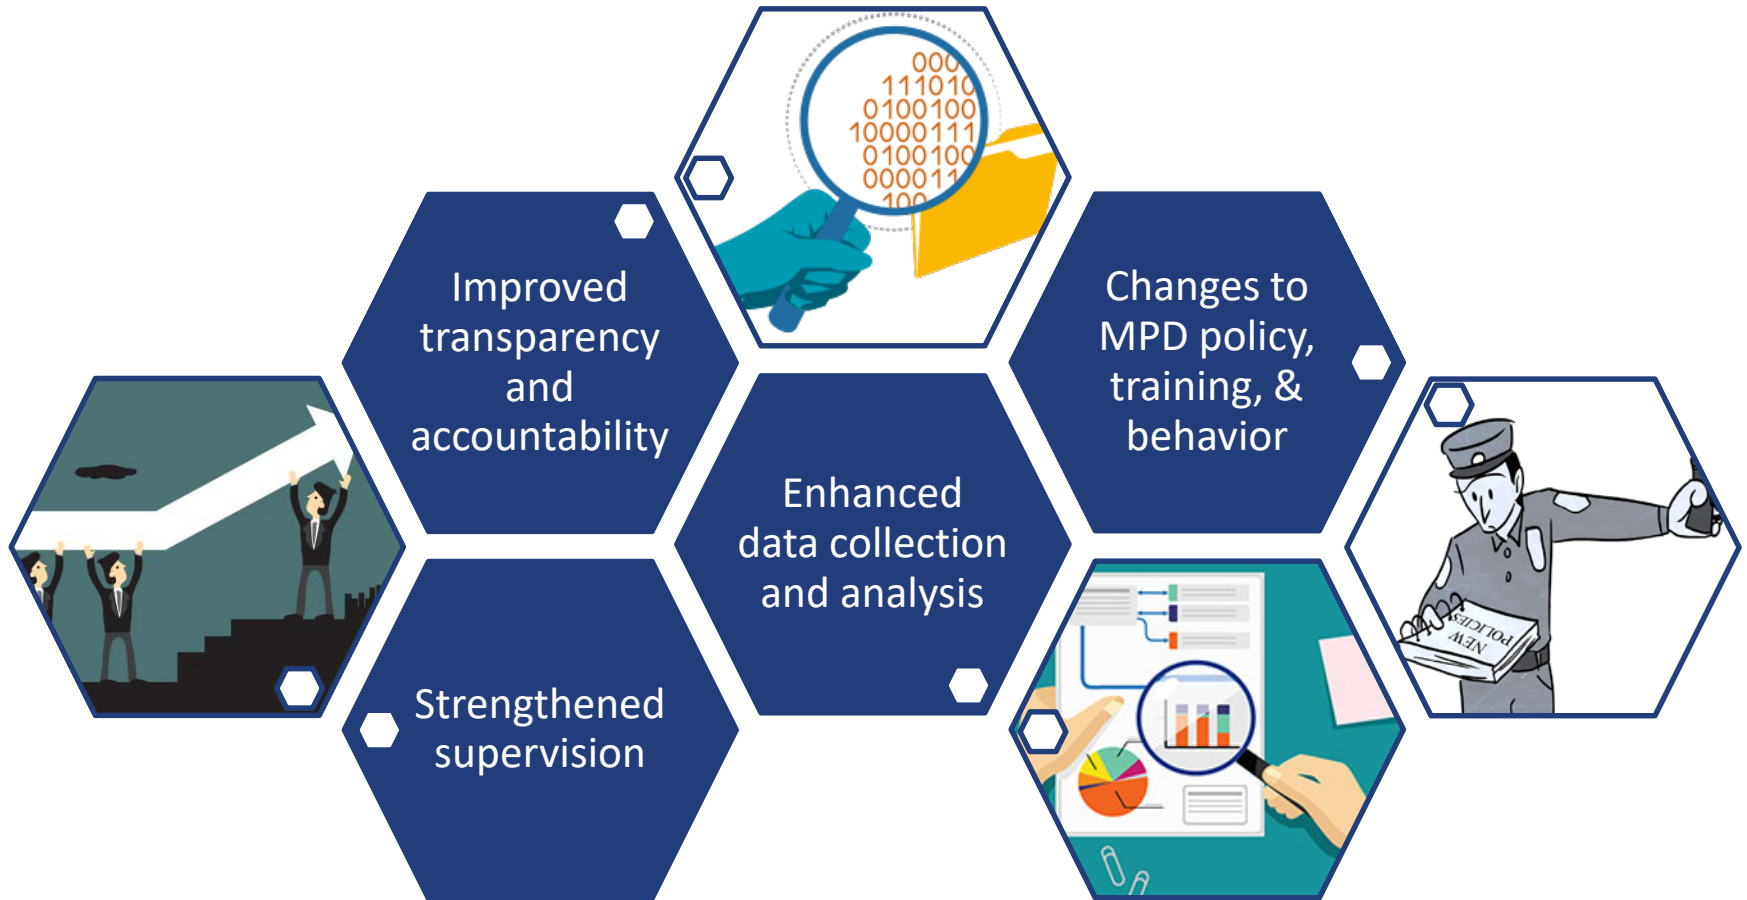 000
111010
0100100
10000111
0100100
000011
100
Improved
transparency
and
accountability
Changes to
MPD policy,
training, &
behavior
Enhanced
data collection
and analysis
NEW
POLICIES
Strengthened
supervision